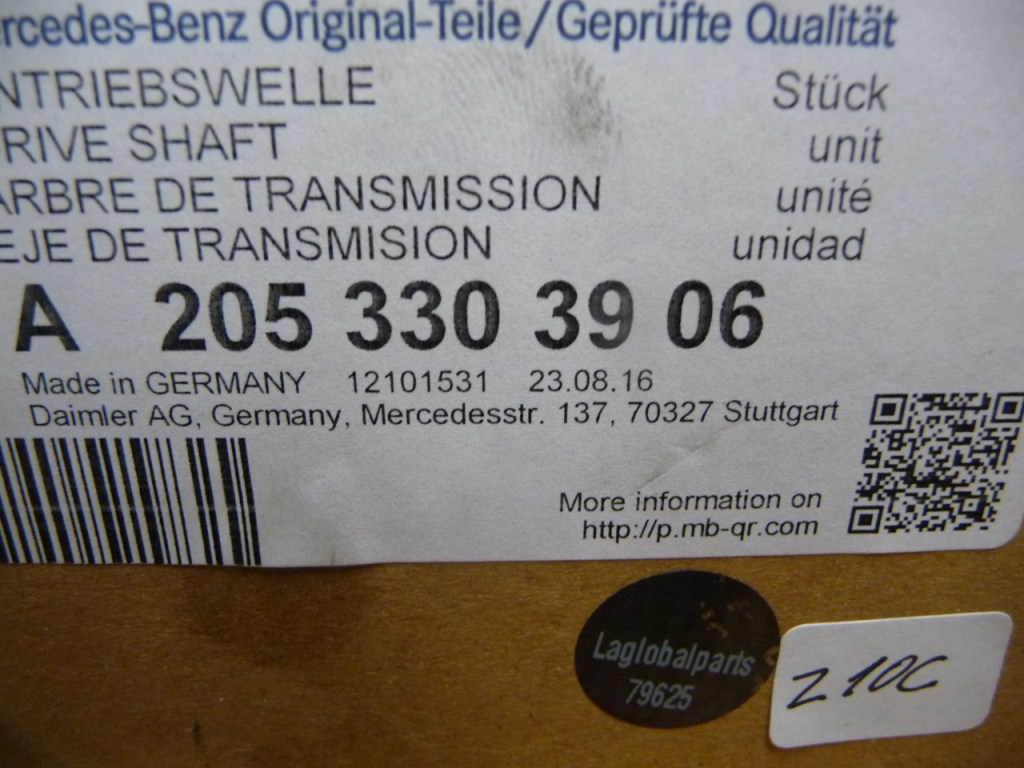 ercedes-Benz Original-Teile/Geprüfte Qualität
NTRIEBSWELLE Stück
RIVE SHAFT unit
ARBRE DE TRANSMISSION unité
EJE DE TRANSMISION unidad
A 205 330 39 06
Made in GERMANY 12101531 23.08.16
Daimler AG, Germany, Mercedesstr. 137, 70327 Stuttgart
More information on
http://p.mb-qr.com
Laglobalparts
79625
210C